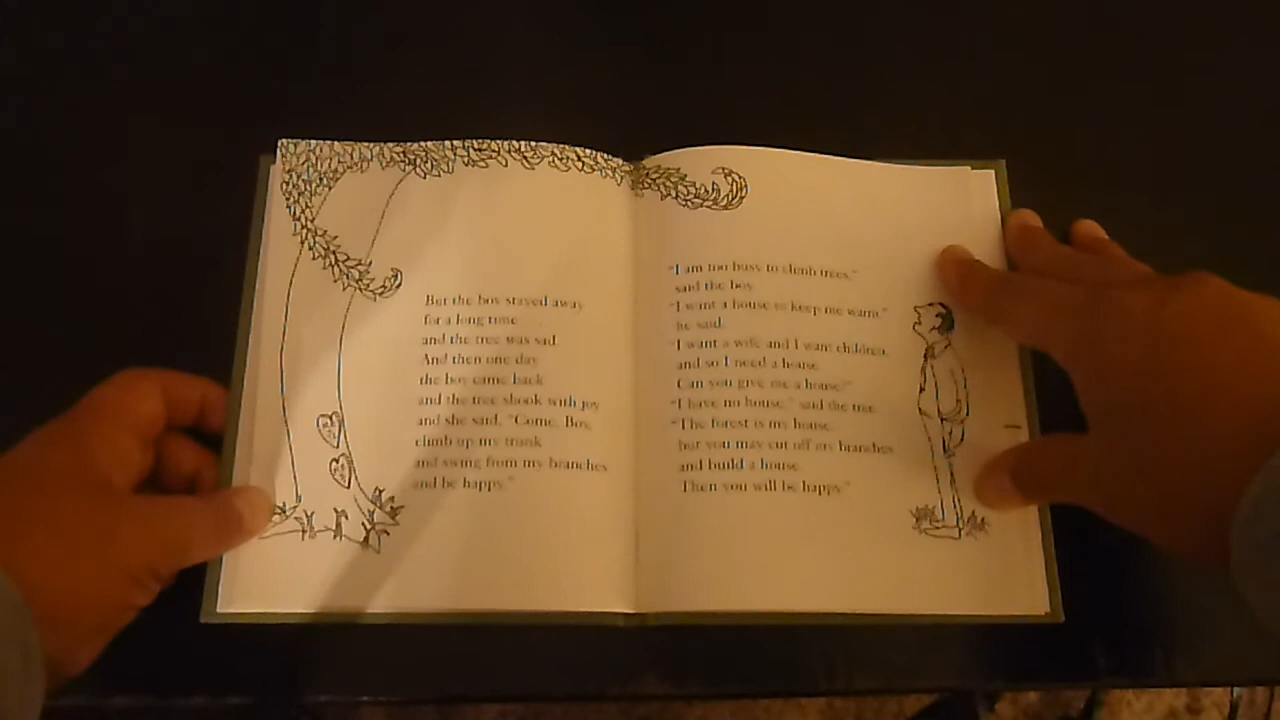 But the boy stayed away
for a long time
and the tree was sad.
And then one day
the boy came back
and the tree shook with joy
and she said, "Come, Boy,
climb up my trunk
and swing from my branches
and be happy."
"I am too busy to climb trees,"
said the boy.
"I want a house to keep me warm,"
he said.
"I want a wife and I want children,
and so I need a house.
Can you give me a house?"
"I have no house," said the tree.
"The forest is my house,
but you may cut off my branches
and build a house.
Then you will be happy."